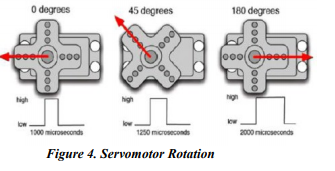 0 degrees 45 degrees 180 degrees
high high high
low low low
1000 microseconds 1250 microseconds 2000 microseconds
Figure 4. Servomotor Rotation